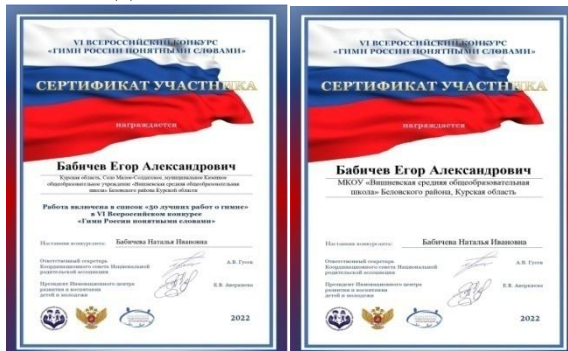 VI ВСЕРОССИЙСКИЙ КОНКУРС
«ГИМН РОССИИ ПОНЯТНЫМИ СЛОВАМИ»
СЕРТИФИКАТ УЧАСТНИКА
награждается
Бабичев Егор Александрович
Курская область, Село Малое-Солдатское, муниципальное Казенное
общеобразовательное учреждение «Вишневская средняя общеобразовательная
школа» Беловского района Курской области
Работа включена в список «50 лучших работ о гимне»
в VI Всероссийском конкурсе
«Гимн России понятными словами»
Наставник конкурсанта: Бабичева Наталья Ивановна
Ответственный секретарь
Координационного совета Национальной
родительской ассоциации
А.В. Гусев
Президент Инновационного центра
развития и воспитания
детей и молодежи
Е.В. Аверьянова
2022
VI ВСЕРОССИЙСКИЙ КОНКУРС
«ГИМН РОССИИ ПОНЯТНЫМИ СЛОВАМИ»
СЕРТИФИКАТ УЧАСТНИКА
награждается
Бабичев Егор Александрович
МКОУ «Вишневская средняя общеобразовательная
школа» Беловского района, Курская область
Наставник конкурсанта: Бабичева Наталья Ивановна
Ответственный секретарь
Координационного совета Национальной
родительской ассоциации
А.В. Гусев
Президент Инновационного центра
развития и воспитания
детей и молодежи
Е.В. Аверьянова
2022